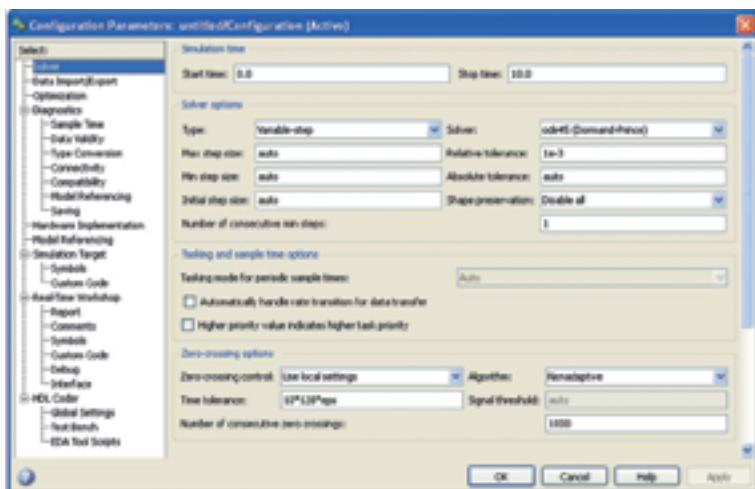 Configuration Parameters: untitled/Configuration (Active)
Select:
Solver
Data Import/Export
Optimization
Diagnostics
Sample Time
Data Validity
Type Conversion
Connectivity
Compatibility
Model Referencing
Saving
Hardware Implementation
Model Referencing
Simulation Target
Symbols
Custom Code
Real-Time Workshop
Report
Comments
Symbols
Custom Code
Debug
Interface
HDL Coder
Global Settings
Test Bench
EDA Tool Scripts
Simulation time
Start time: 0.0 Stop time: 10.0
Solver options
Type: Variable-step Solver: ode45 (Dormand-Prince)
Max step size: auto Relative tolerance: 1e-3
Min step size: auto Absolute tolerance: auto
Initial step size: auto Shape preservation: Disable all
Number of consecutive min steps: 1
Tasking and sample time options
Tasking mode for periodic sample times: Auto
Automatically handle rate transition for data transfer
Higher priority value indicates higher task priority
Zero-crossing options
Zero-crossing control: Use local settings Algorithm: Nonadaptive
Time tolerance: 10*128*eps Signal threshold: auto
Number of consecutive zero crossings: 1000
OK Cancel Help Apply